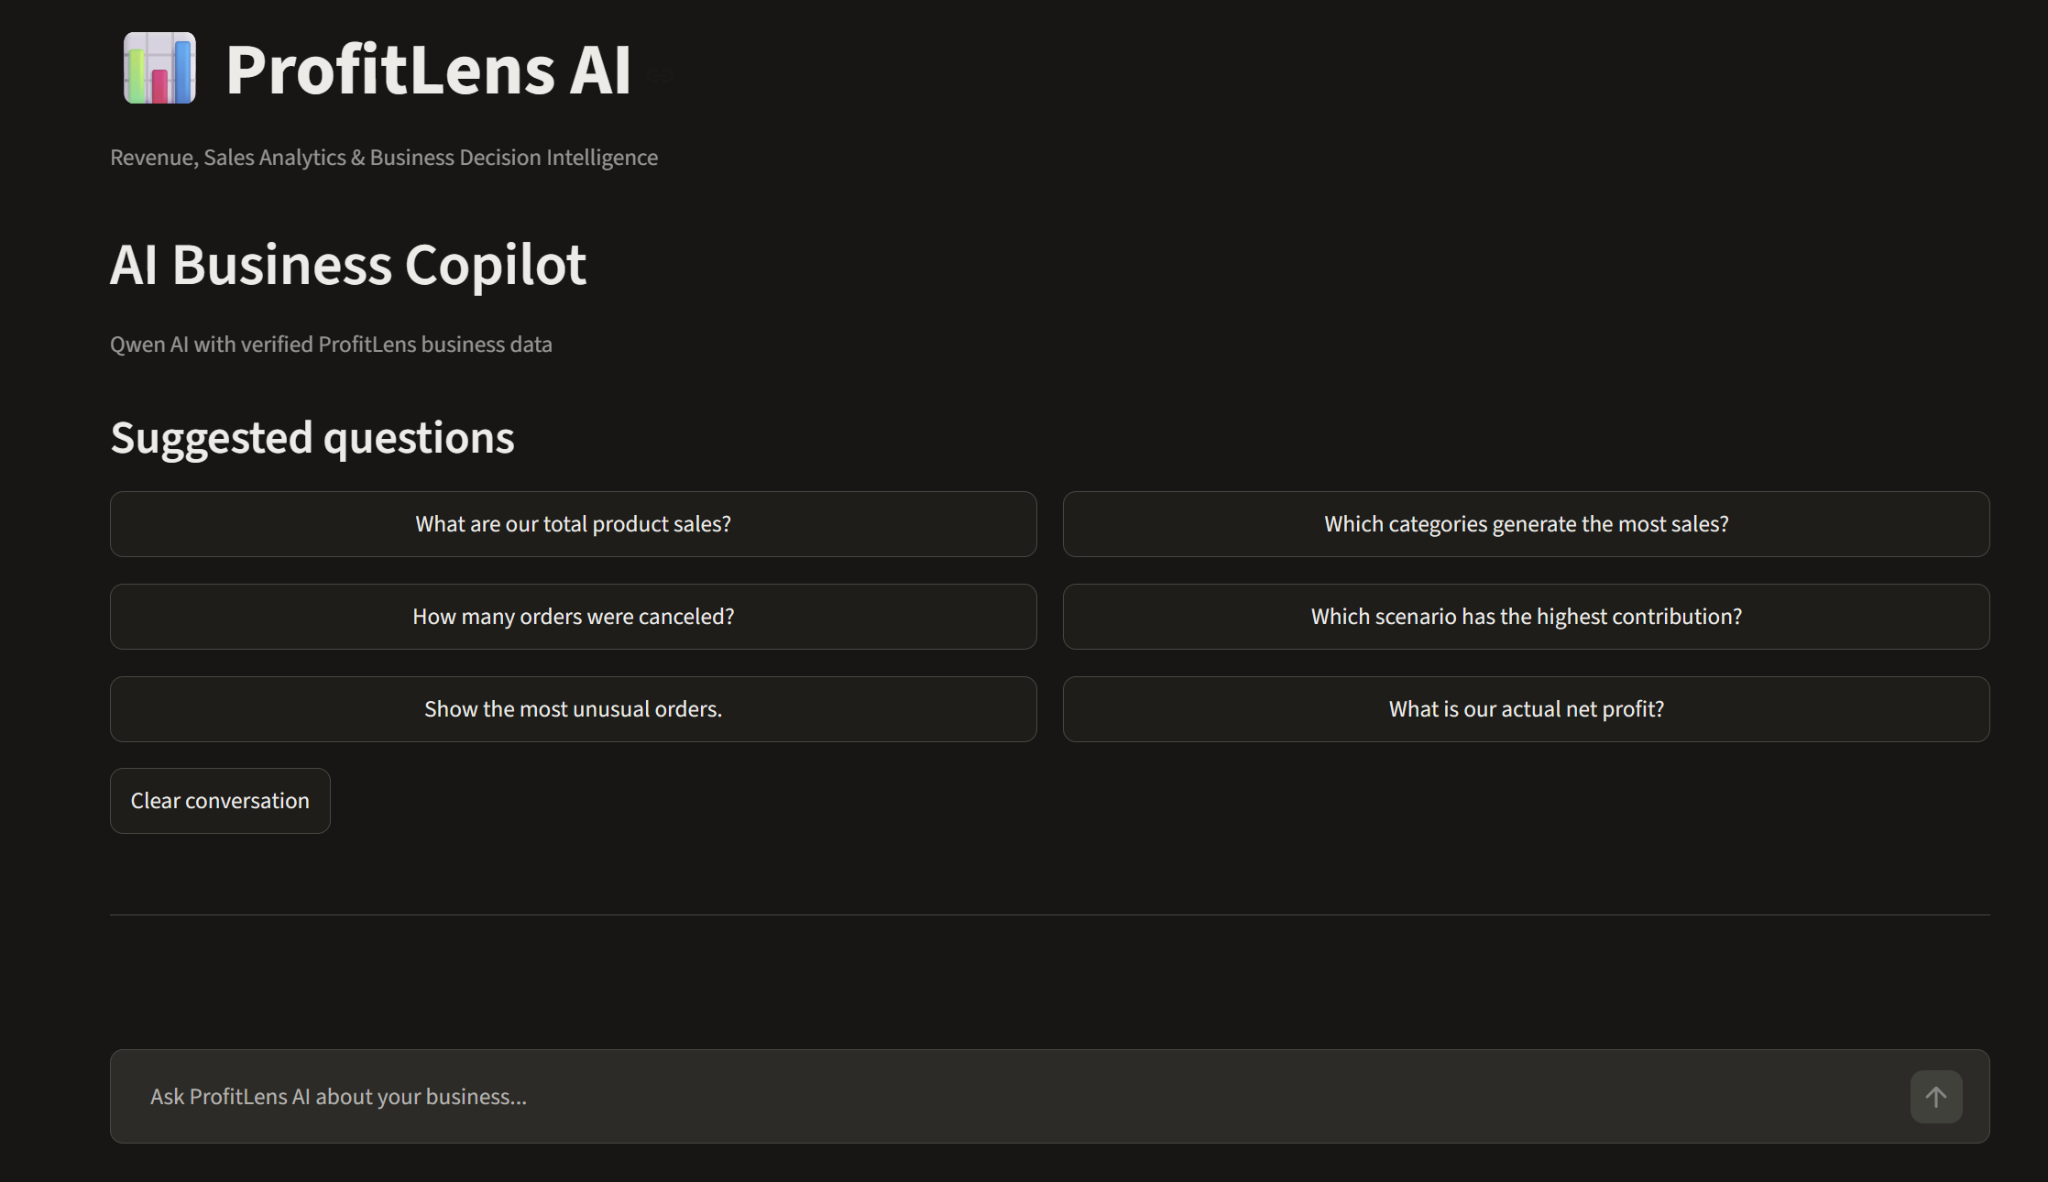 ProfitLens AI
Revenue, Sales Analytics & Business Decision Intelligence
AI Business Copilot
Qwen AI with verified ProfitLens business data
Suggested questions
What are our total product sales?
Which categories generate the most sales?
How many orders were canceled?
Which scenario has the highest contribution?
Show the most unusual orders.
What is our actual net profit?
Clear conversation
Ask ProfitLens AI about your business...